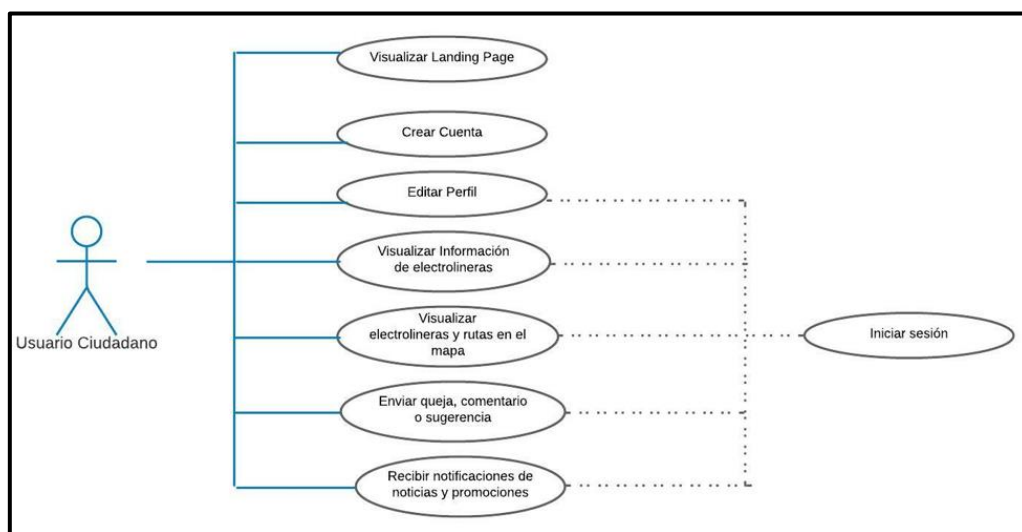 Visualizar Landing Page
Crear Cuenta
Editar Perfil
Visualizar Información
de electrolineras
Visualizar
electrolineras y rutas en el
mapa
Enviar queja, comentario
o sugerencia
Recibir notificaciones de
noticias y promociones
Usuario Ciudadano
Iniciar sesión